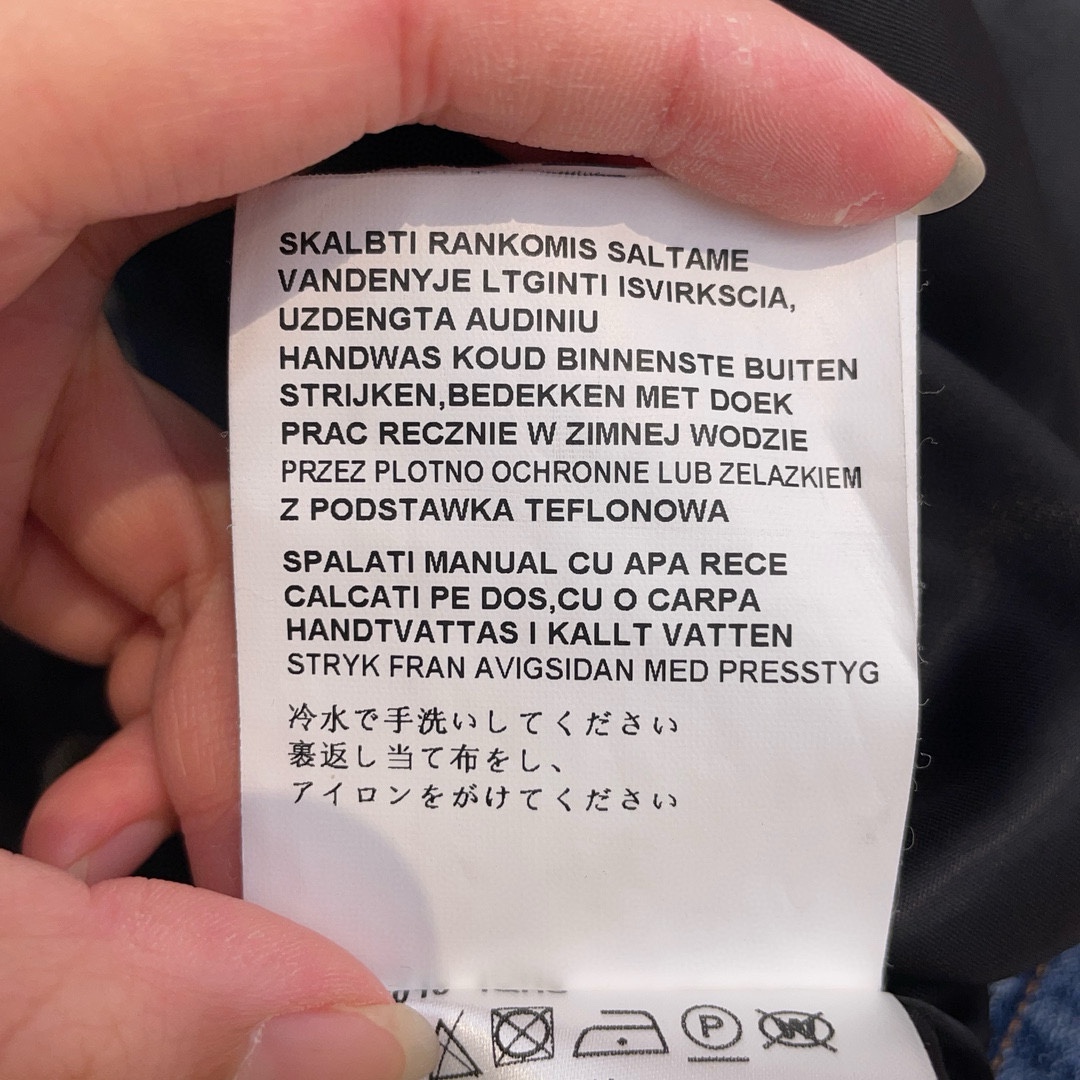 SKALBTI RANKOMIS SALTAME
VANDENYJE LTGINTI ISVIRKSCIA,
UZDENGTA AUDINIU
HANDWAS KOUD BINNENSTE BUITEN
STRIJKEN,BEDEKKEN MET DOEK
PRAC RECZNIE W ZIMNEJ WODZIE
PRZEZ PLOTNO OCHRONNE LUB ZELAZKIEM
Z PODSTAWKA TEFLONOWA
SPALATI MANUAL CU APA RECE
CALCATI PE DOS,CU O CARPA
HANDTVATTAS I KALLT VATTEN
STRYK FRAN AVIGSIDAN MED PRESSTYG
冷水で手洗いしてください
裏返し当て布をし、
アイロンをがけてください
P W